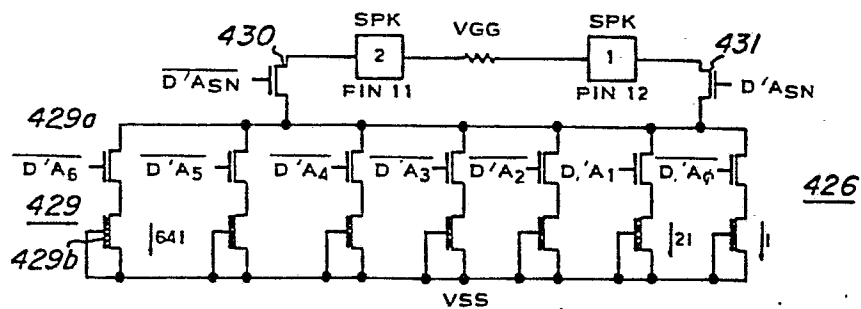 430 SPK VGG SPK 431
2 1
D'ASN PIN 11 PIN 12 D'ASN
429a
D'A6 D'A5 D'A4 D'A3 D'A2 D,'A1 D,'Aϕ 426
429
641 21 1
429b
VSS